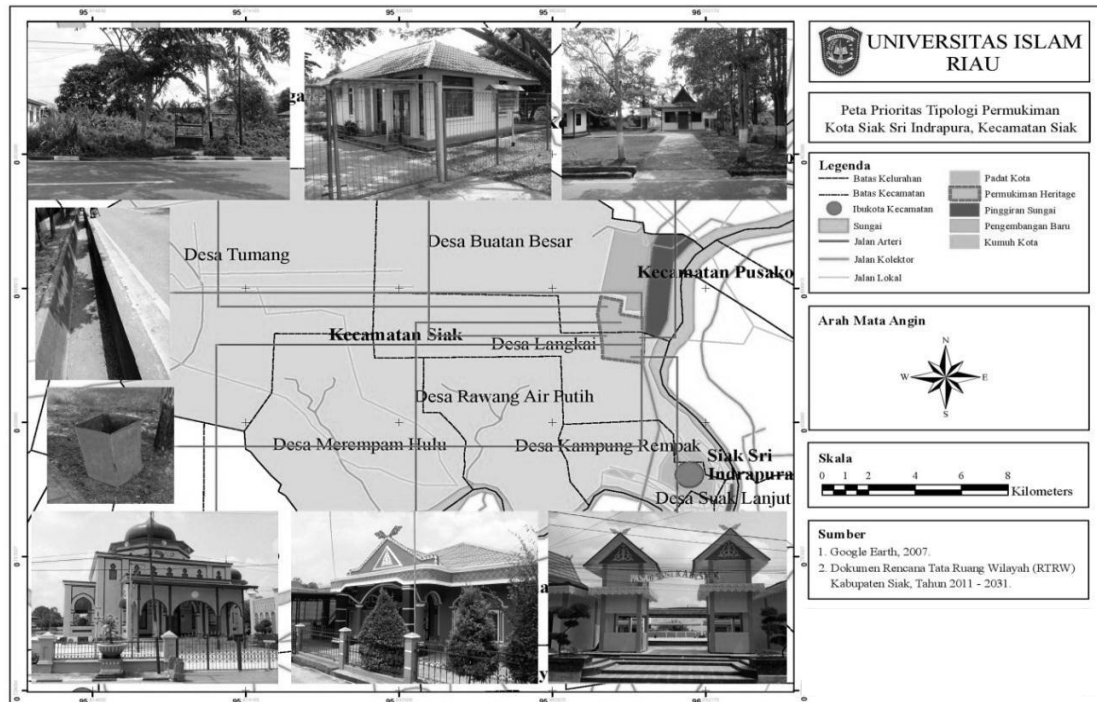 UNIVERSITAS ISLAM
RIAU
Peta Prioritas Tipologi Permukiman
Kota Siak Sri Indrapura, Kecamatan Siak
Legenda
Batas Kelurahan
Batas Kecamatan
Ibukota Kecamatan
Sungai
Jalan Arteri
Jalan Kolektor
Jalan Lokal
Padat Kota
Permukiman Heritage
Pinggiran Sungai
Pengembangan Baru
Kumuh Kota
Arah Mata Angin
N
W E
S
Skala
0 1 2 4 6 8
Kilometers
Sumber
1. Google Earth, 2007.
2. Dokumen Rencana Tata Ruang Wilayah (RTRW)
Kabupaten Siak, Tahun 2011 - 2031.
Desa Tumang
Desa Buatan Besar
Kecamatan Pusako
Kecamatan Siak
Desa Langkai
Desa Rawang Air Putih
Desa Merempam Hulu
Desa Kampung Rempak
Siak Sri
Indrapura
Desa Suak Lanjut